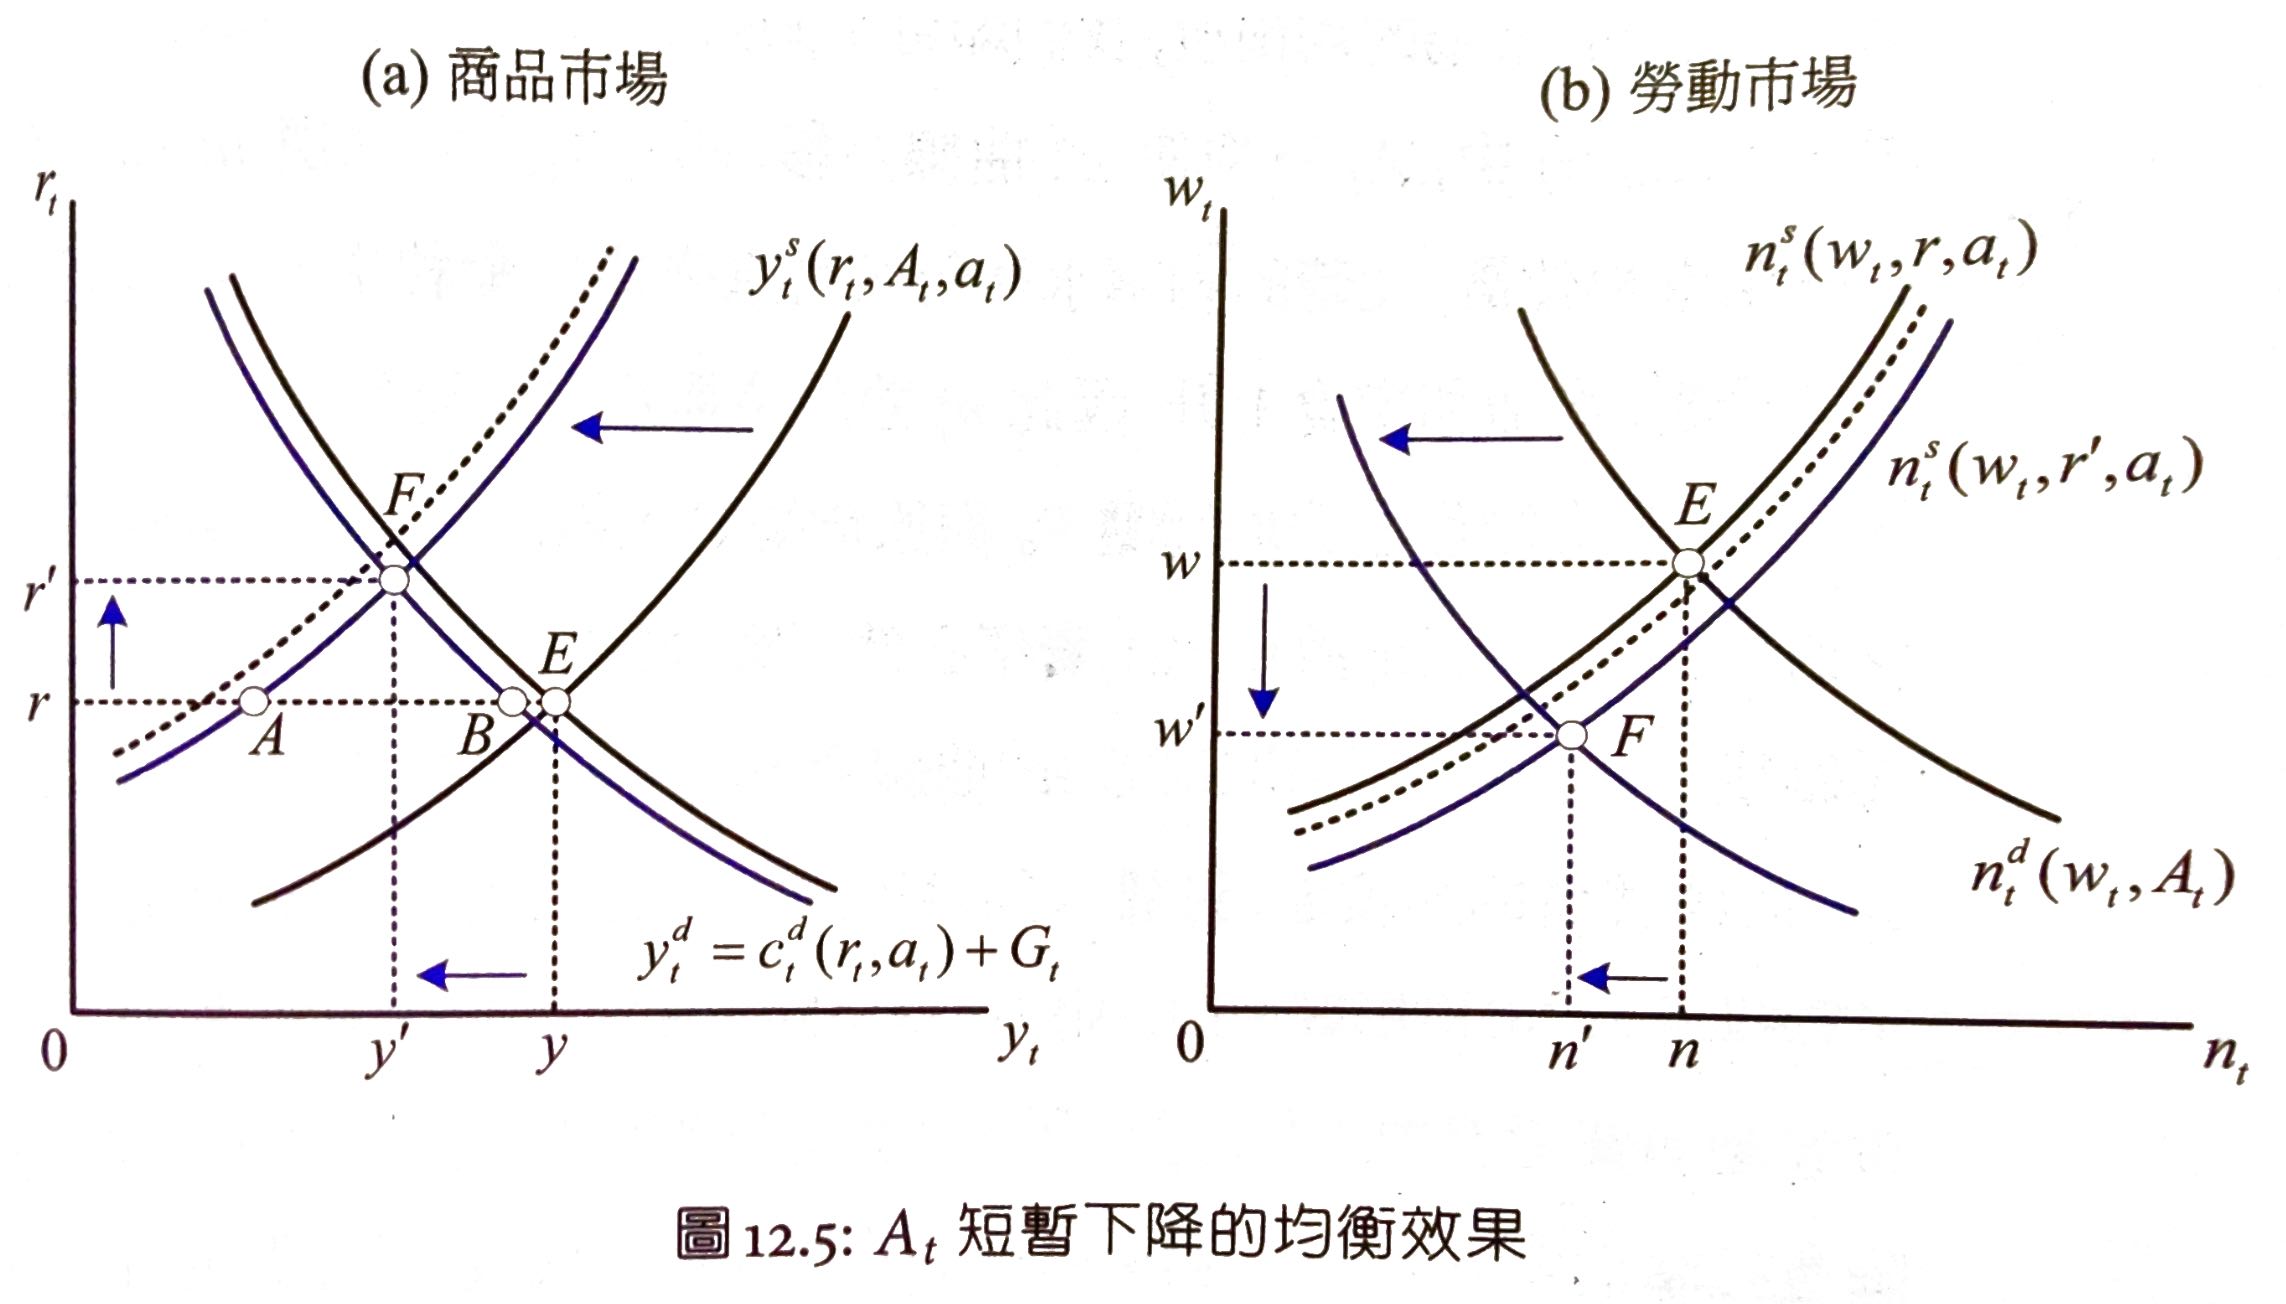 (a) 商品市場
(b) 勞動市場
r_t
w_t
y_t^s(r_t, A_t, a_t)
n_t^s(w_t, r, a_t)
n_t^s(w_t, r′, a_t)
F
E
w
r′
E
r
A
B
w′
F
n_t^d(w_t, A_t)
y_t^d = c_t^d(r_t, a_t) + G_t
0
y′
y
y_t
0
n′
n
n_t
圖 12.5: A_t 短暫下降的均衡效果